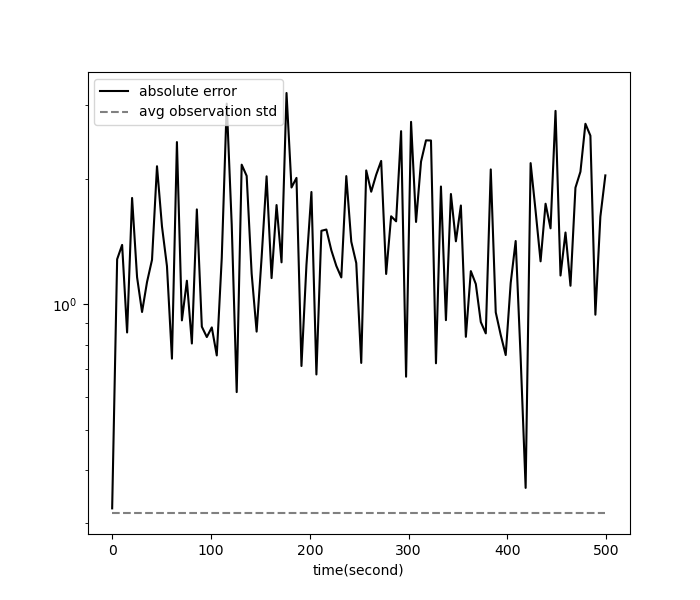 absolute error
avg observation std
10⁰
0 100 200 300 400 500
time(second)